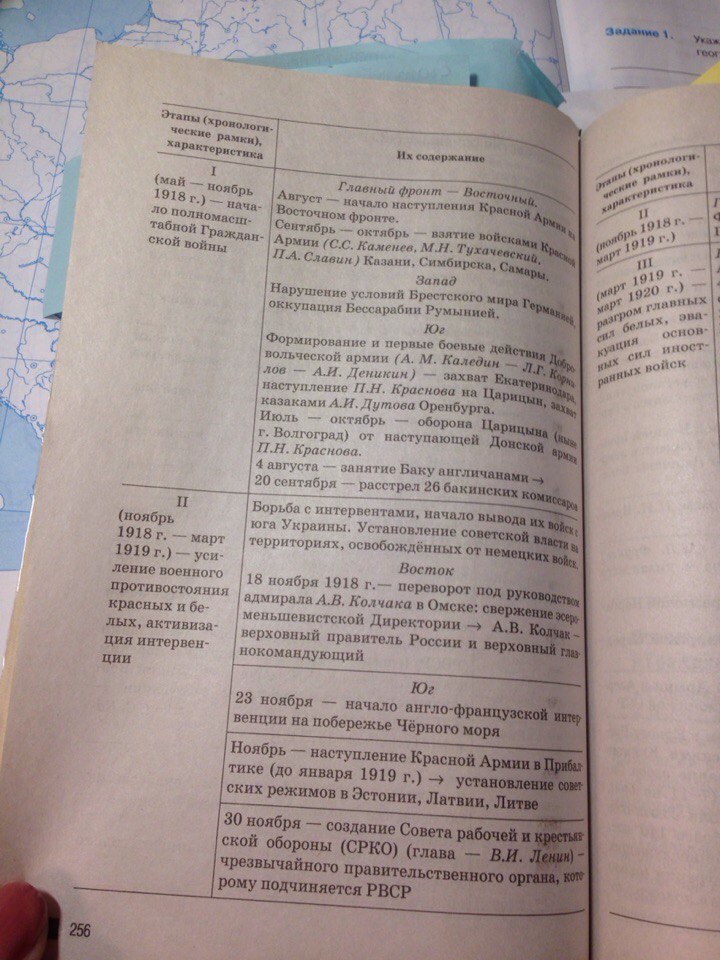 Задание 1.
Укаж
геог
Этапы (хронологи-
ческие рамки),
характеристика
Их содержание
I
(май — ноябрь
1918 г.) — нача-
ло полномасш-
табной Граждан-
ской войны
Главный фронт — Восточный.
Август — начало наступления Красной Армии на
Восточном фронте.
Сентябрь — октябрь — взятие войсками Красной
Армии (С.С. Каменев, М.Н. Тухачевский,
П.А. Славин) Казани, Симбирска, Самары.
Запад
Нарушение условий Брестского мира Германией,
оккупация Бессарабии Румынией.
Юг
Формирование и первые боевые действия Добро-
вольческой армии (А. М. Каледин — Л.Г. Корни-
лов — А.И. Деникин) — захват Екатеринодара,
наступление П.Н. Краснова на Царицын, захват
казаками А.И. Дутова Оренбурга.
Июль — октябрь — оборона Царицына (ныне
г. Волгоград) от наступающей Донской армии
П.Н. Краснова.
4 августа — занятие Баку англичанами →
20 сентября — расстрел 26 бакинских комиссаров
II
(ноябрь
1918 г. — март
1919 г.) — уси-
ление военного
противостояния
красных и бе-
лых, активиза-
ция интервен-
ции
Борьба с интервентами, начало вывода их войск с
юга Украины. Установление советской власти на
территориях, освобождённых от немецких войск.
Восток
18 ноября 1918 г.— переворот под руководством
адмирала А.В. Колчака в Омске: свержение эсеро-
меньшевистской Директории → А.В. Колчак –
верховный правитель России и верховный глав-
нокомандующий
Юг
23 ноября — начало англо-французской интер-
венции на побережье Чёрного моря
Ноябрь — наступление Красной Армии в Прибал-
тике (до января 1919 г.) → установление совет-
ских режимов в Эстонии, Латвии, Литве
30 ноября — создание Совета рабочей и крестьян-
ской обороны (СРКО) (глава — В.И. Ленин) –
чрезвычайного правительственного органа, кото-
рому подчиняется РВСР
256
Этапы (хронологи-
ческие рамки),
характеристика
II
(ноябрь 1918 —
март 1919 г.)
III
(март 1919 г. —
март 1920 г.) —
разгром главных
сил белых, эва-
куация основ-
ных сил иност-
ранных войск